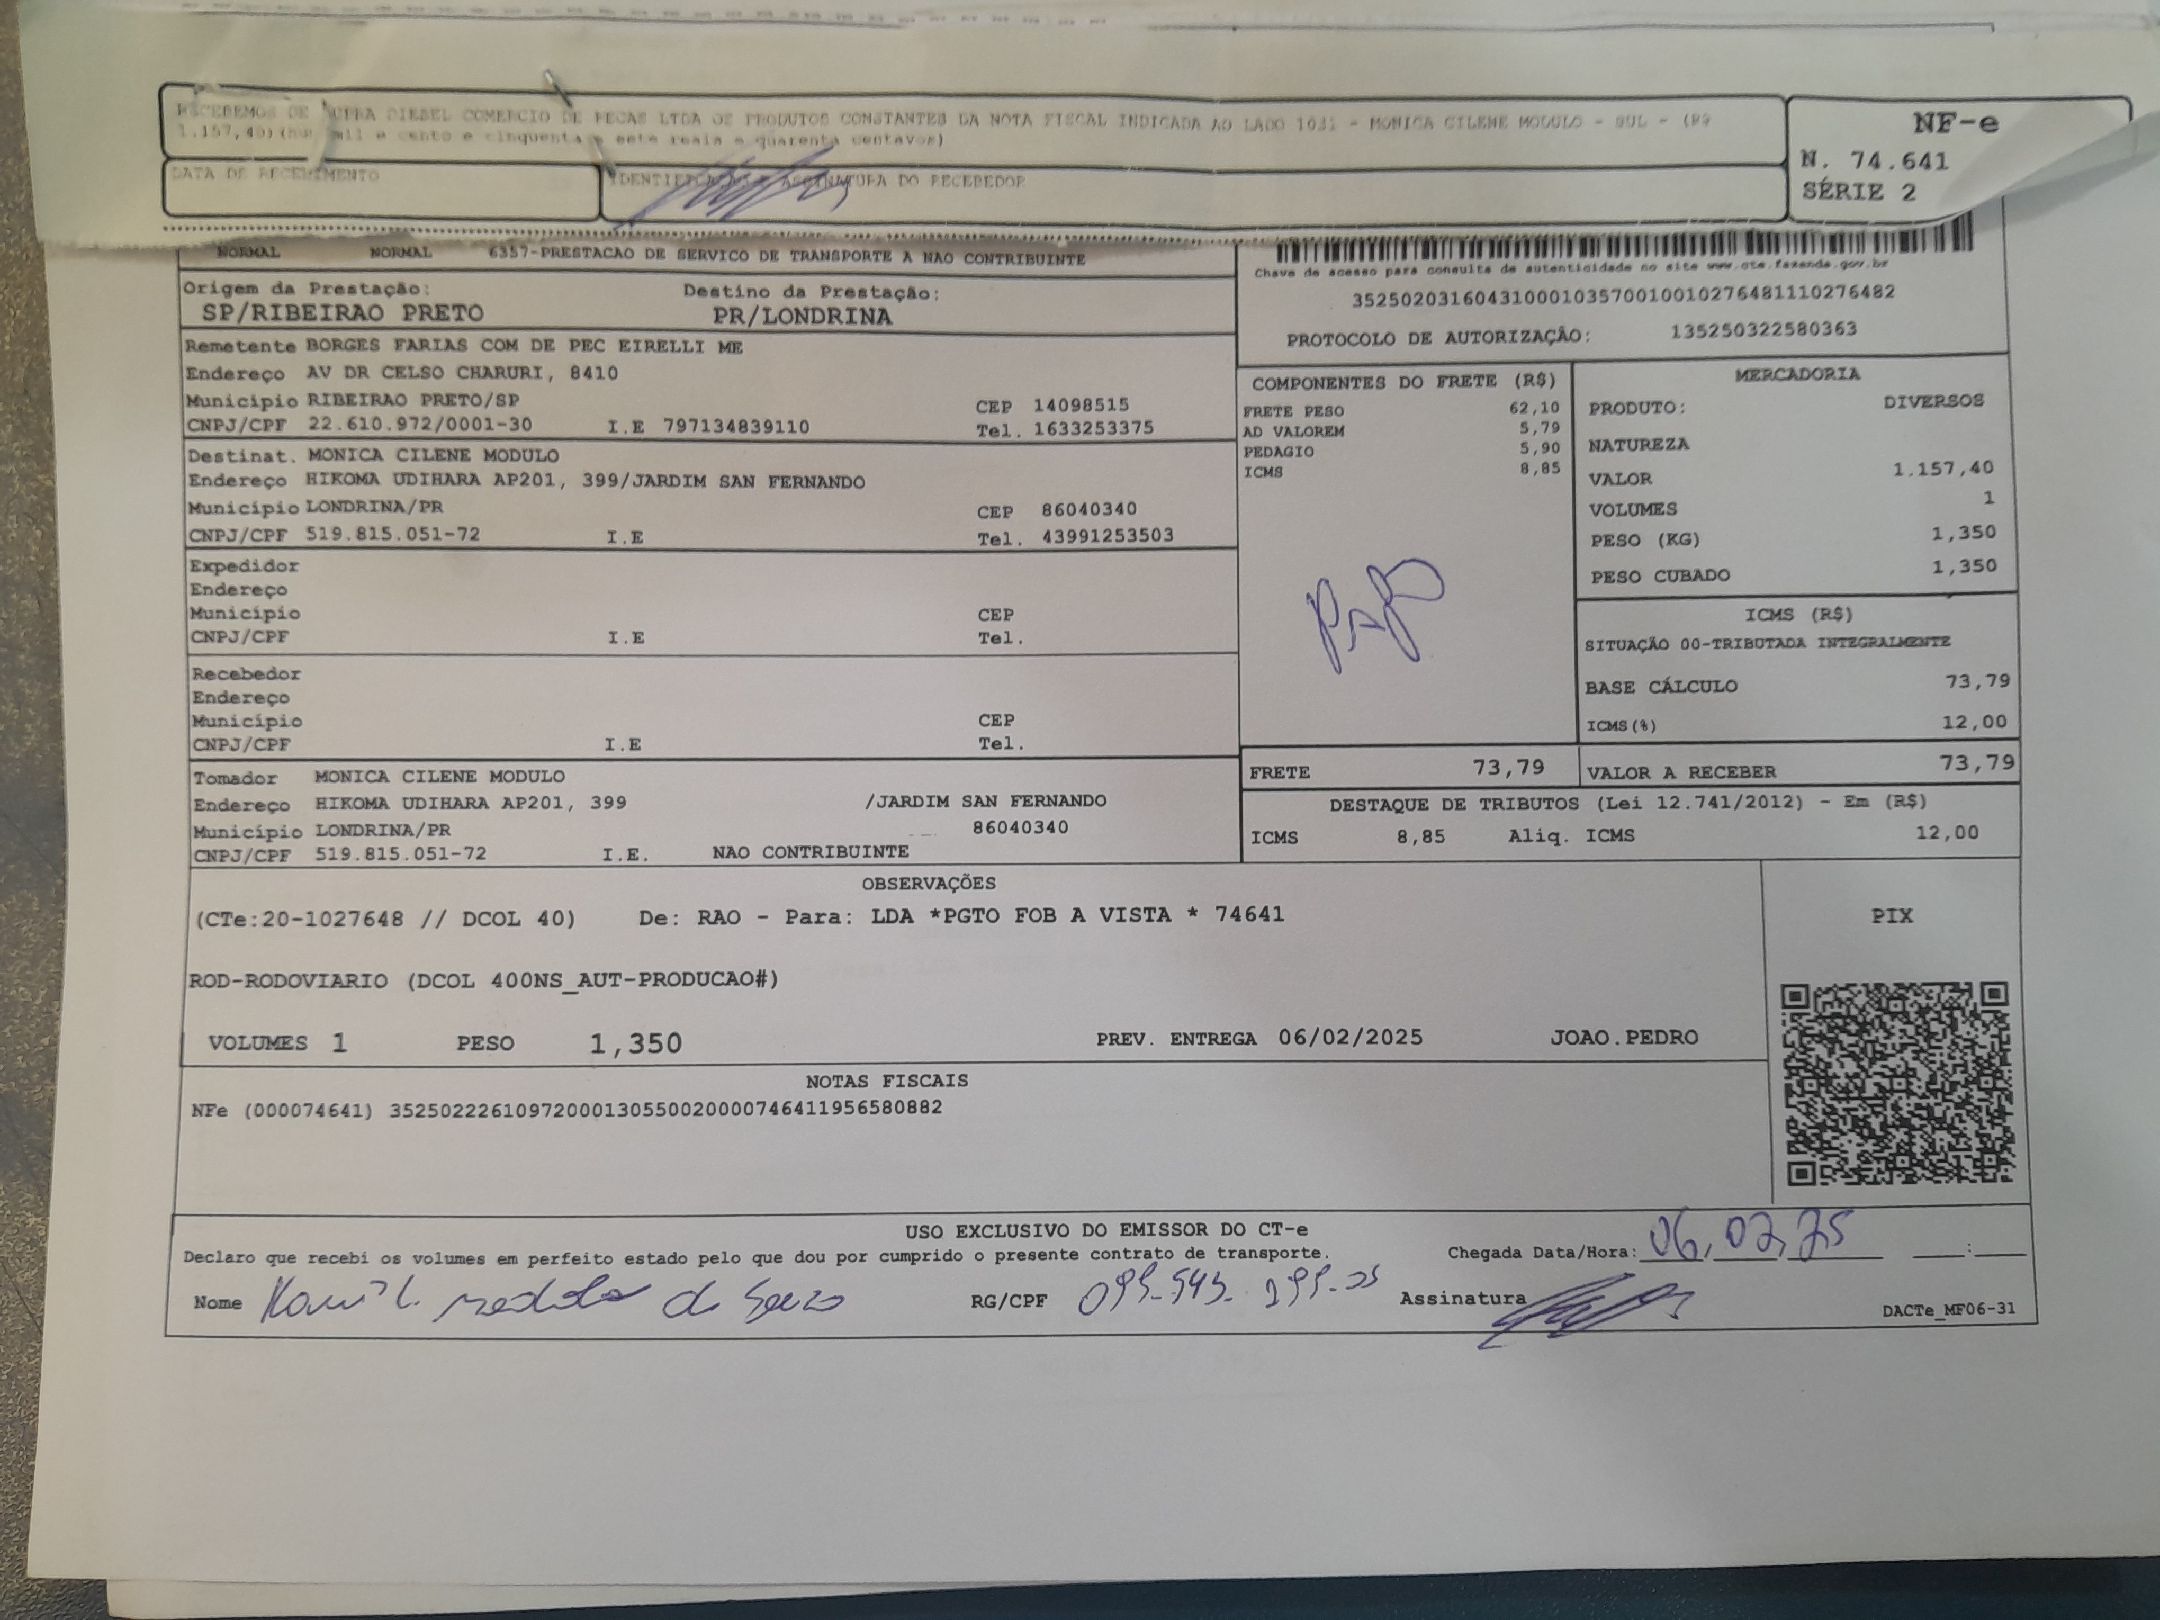 RECEBEMOS DE SUPRA DIESEL COMERCIO DE PECAS LTDA OS PRODUTOS CONSTANTES DA NOTA FISCAL INDICADA AO LADO 1031 - MONICA CILENE MODULO - SUL - (R$
1.157,40)(hum mil e cento e cinquenta e sete reais e quarenta centavos)
DATA DE RECEBIMENTO
IDENTIFICAÇÃO E ASSINATURA DO RECEBEDOR
NF-e
N. 74.641
SÉRIE 2
NORMAL NORMAL 6357-PRESTACAO DE SERVICO DE TRANSPORTE A NAO CONTRIBUINTE
Chave de acesso para consulta de autenticidade no site www.cte.fazenda.gov.br
35250203160431000103570010010276481110276482
PROTOCOLO DE AUTORIZAÇÃO: 135250322580363
Origem da Prestação: Destino da Prestação:
SP/RIBEIRAO PRETO PR/LONDRINA
Remetente BORGES FARIAS COM DE PEC EIRELLI ME
Endereço AV DR CELSO CHARURI, 8410
Município RIBEIRAO PRETO/SP CEP 14098515
CNPJ/CPF 22.610.972/0001-30 I.E 797134839110 Tel. 1633253375
Destinat. MONICA CILENE MODULO
Endereço HIKOMA UDIHARA AP201, 399/JARDIM SAN FERNANDO
Município LONDRINA/PR CEP 86040340
CNPJ/CPF 519.815.051-72 I.E Tel. 43991253503
Expedidor
Endereço
Município CEP
CNPJ/CPF I.E Tel.
Recebedor
Endereço
Município CEP
CNPJ/CPF I.E Tel.
Tomador MONICA CILENE MODULO
Endereço HIKOMA UDIHARA AP201, 399 /JARDIM SAN FERNANDO
Município LONDRINA/PR 86040340
CNPJ/CPF 519.815.051-72 I.E. NAO CONTRIBUINTE
COMPONENTES DO FRETE (R$)
FRETE PESO 62,10
AD VALOREM 5,79
PEDAGIO 5,90
ICMS 8,85
PAGO
MERCADORIA
PRODUTO: DIVERSOS
NATUREZA
VALOR 1.157,40
VOLUMES 1
PESO (KG) 1,350
PESO CUBADO 1,350
ICMS (R$)
SITUAÇÃO 00-TRIBUTADA INTEGRALMENTE
BASE CÁLCULO 73,79
ICMS(%) 12,00
FRETE 73,79 VALOR A RECEBER 73,79
DESTAQUE DE TRIBUTOS (Lei 12.741/2012) - Em (R$)
ICMS 8,85 Aliq. ICMS 12,00
OBSERVAÇÕES
(CTe:20-1027648 // DCOL 40) De: RAO - Para: LDA *PGTO FOB A VISTA * 74641
ROD-RODOVIARIO (DCOL 400NS_AUT-PRODUCAO#)
VOLUMES 1 PESO 1,350 PREV. ENTREGA 06/02/2025 JOAO.PEDRO
PIX
NOTAS FISCAIS
NFe (000074641) 35250222610972000130550020000746411956580882
USO EXCLUSIVO DO EMISSOR DO CT-e
Declaro que recebi os volumes em perfeito estado pelo que dou por cumprido o presente contrato de transporte. Chegada Data/Hora: 06,02,25 __:__
Nome RG/CPF Assinatura
DACTe_MF06-31